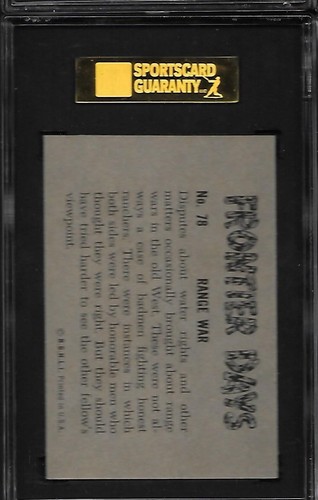 SPORTSCARD
GUARANTY
FRONTIER DAYS
No. 78 RANGE WAR
Disputes about water rights and other
matters occasionally brought about range
wars in the old West. These were not al-
ways a case of badmen fighting honest
ranchers. There were instances in which
both sides were led by honorable men who
thought they were right. But they should
have tried harder to see the other fellow's
viewpoint.
Printed in U.S.A.